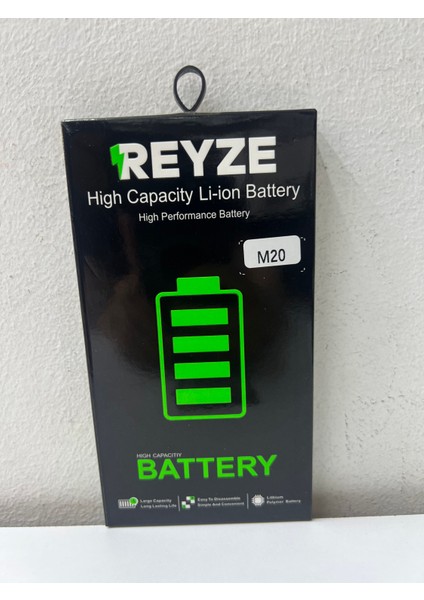 REYZE
High Capacity Li-ion Battery
High Performance Battery
M20
HIGH CAPACITIY
BATTERY
Large Capacity
Long Lasting Life
Easy To Disassemble
Simple And Convenient
Lithium
Polymer Battery